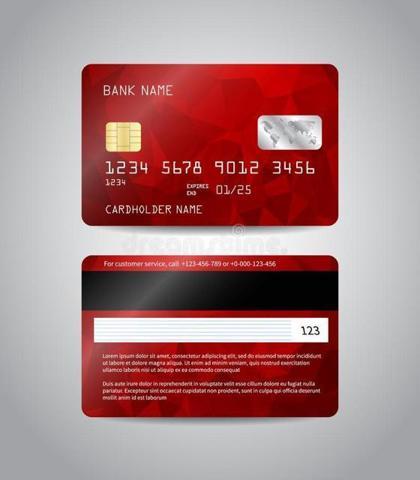 BANK NAME
1234 5678 9012 3456
1234
EXPIRES
END
01/25
CARDHOLDER NAME
dreamstime.
For customer service, call +123-456-789 or +0-000-123-456
123
Lorem ipsum dolor sit amet, consectetur adipiscing elit, sed do eiusmod
tempor incididunt ut labore et dolore magna aliqua. Ut enim ad minim
veniam, quis nostrud exercitation ullamco laboris nisi ut aliquip ex ea
commodo consequat.
Duis aute irure dolor in reprehenderit in voluptate velit esse cillum
dolore eu fugiat nulla pariatur. Excepteur sint occaecat cupidatat non
proident, sunt in culpa qui officia deserunt mollit anim id est laborum